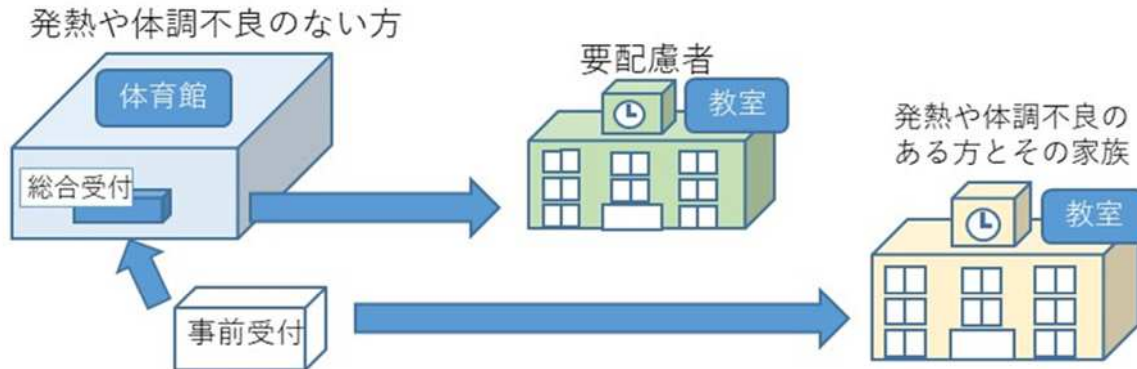 発熱や体調不良のない方
体育館
総合受付
事前受付
要配慮者
教室
発熱や体調不良の
ある方とその家族
教室